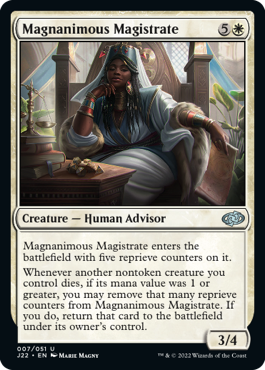 Magnanimous Magistrate 5
Creature — Human Advisor
Magnanimous Magistrate enters the
battlefield with five reprieve counters on it.
Whenever another nontoken creature you
control dies, if its mana value was 1 or
greater, you may remove that many reprieve
counters from Magnanimous Magistrate. If
you do, return that card to the battlefield
under its owner's control.
3/4
007/051 U
J22 • EN Marie Magny
™ & © 2022 Wizards of the Coast